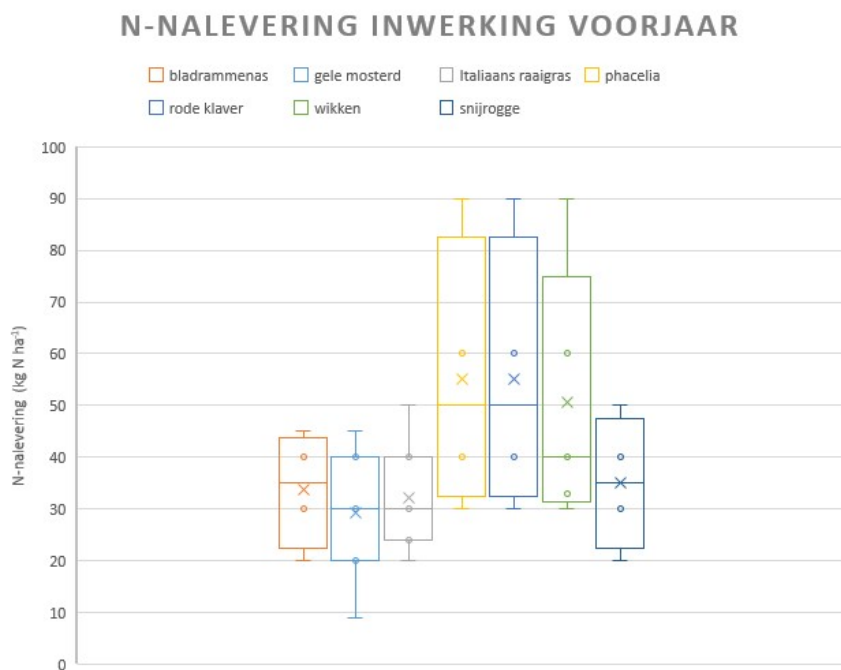 N-NALEVERING INWERKING VOORJAAR
bladrammenas gele mosterd Italiaans raaigras phacelia
rode klaver wikken snijrogge
100
90
80
70
60
50
40
30
20
10
0
N-nalevering (kg N ha⁻¹)